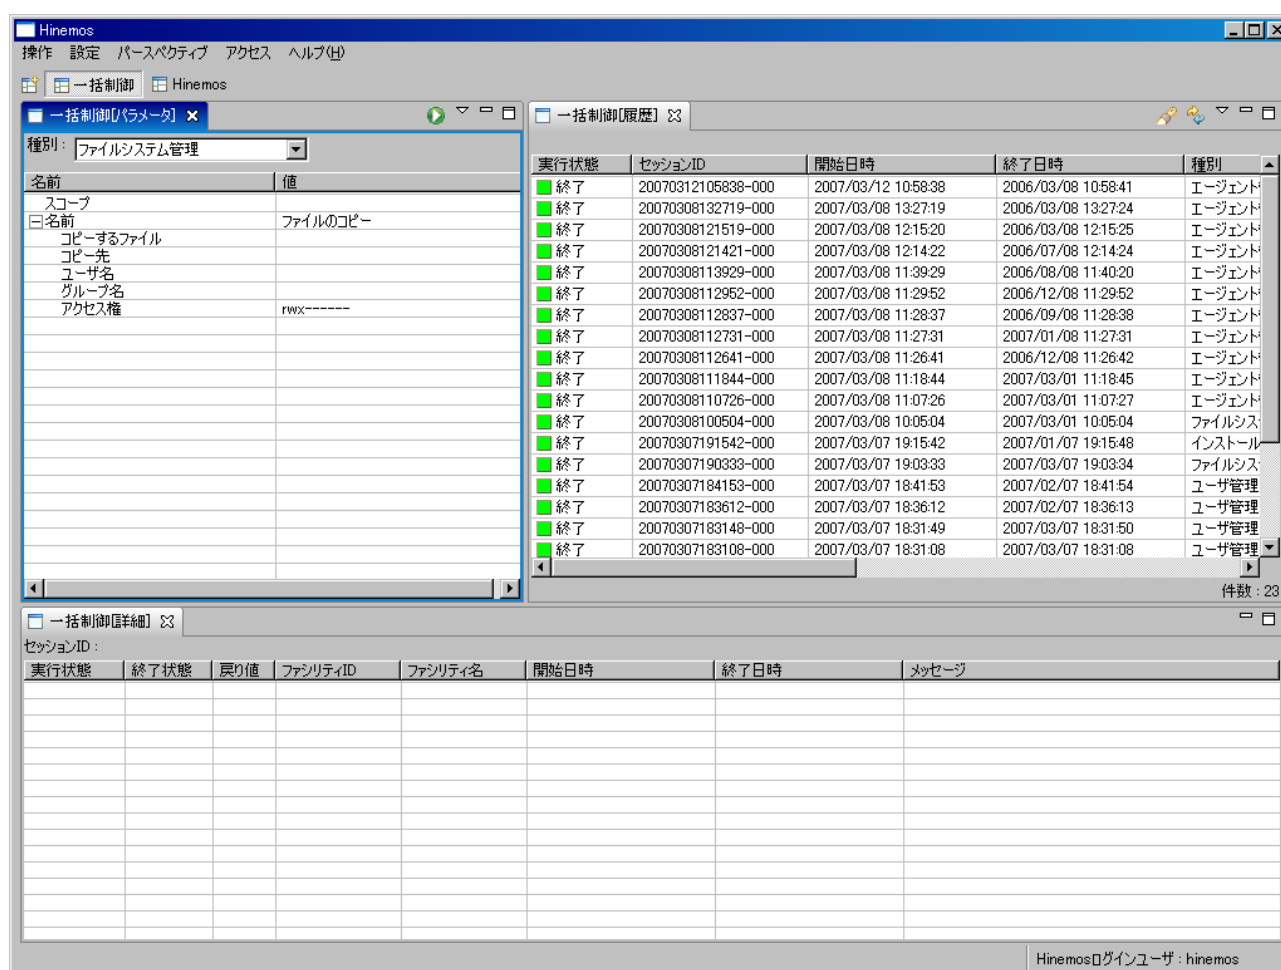 Hinemos
操作 設定 パースペクティブ アクセス ヘルプ(H)
一括制御 Hinemos
一括制御[パラメータ]
種別: ファイルシステム管理
名前 値
スコープ
名前 ファイルのコピー
コピーするファイル
コピー先
ユーザ名
グループ名
アクセス権 rwx------
一括制御[履歴]
実行状態 セッションID 開始日時 終了日時 種別
終了 20070312105838-000 2007/03/12 10:58:38 2006/03/08 10:58:41 エージェント
終了 20070308132719-000 2007/03/08 13:27:19 2006/03/08 13:27:24 エージェント
終了 20070308121519-000 2007/03/08 12:15:20 2006/03/08 12:15:25 エージェント
終了 20070308121421-000 2007/03/08 12:14:22 2006/07/08 12:14:24 エージェント
終了 20070308113929-000 2007/03/08 11:39:29 2006/08/08 11:40:20 エージェント
終了 20070308112952-000 2007/03/08 11:29:52 2006/12/08 11:29:52 エージェント
終了 20070308112837-000 2007/03/08 11:28:37 2006/09/08 11:28:38 エージェント
終了 20070308112731-000 2007/03/08 11:27:31 2007/01/08 11:27:31 エージェント
終了 20070308112641-000 2007/03/08 11:26:41 2006/12/08 11:26:42 エージェント
終了 20070308111844-000 2007/03/08 11:18:44 2007/03/01 11:18:45 エージェント
終了 20070308110726-000 2007/03/08 11:07:26 2007/03/01 11:07:27 エージェント
終了 20070308100504-000 2007/03/08 10:05:04 2007/03/01 10:05:04 ファイルシス
終了 20070307191542-000 2007/03/07 19:15:42 2007/01/07 19:15:48 インストール
終了 20070307190333-000 2007/03/07 19:03:33 2007/03/07 19:03:34 ファイルシス
終了 20070307184153-000 2007/03/07 18:41:53 2007/02/07 18:41:54 ユーザ管理
終了 20070307183612-000 2007/03/07 18:36:12 2007/02/07 18:36:13 ユーザ管理
終了 20070307183148-000 2007/03/07 18:31:49 2007/03/07 18:31:50 ユーザ管理
終了 20070307183108-000 2007/03/07 18:31:08 2007/03/07 18:31:08 ユーザ管理
件数 : 23
一括制御[詳細]
セッションID :
実行状態 終了状態 戻り値 ファシリティID ファシリティ名 開始日時 終了日時 メッセージ
Hinemosログインユーザ : hinemos